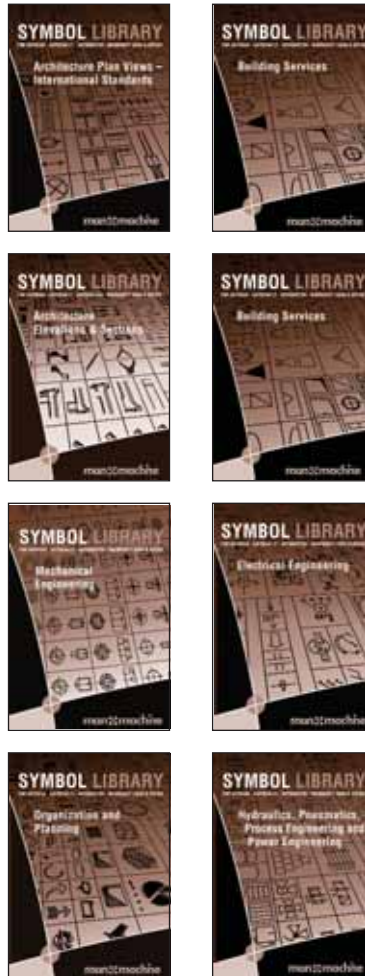 SYMBOL LIBRARY
Architecture Plan Views –
International Standards
man machine
SYMBOL LIBRARY
Building Services
man machine
SYMBOL LIBRARY
Architecture
Elevations & Sections
man machine
SYMBOL LIBRARY
Building Services
man machine
SYMBOL LIBRARY
Mechanical
Engineering
man machine
SYMBOL LIBRARY
Electrical Engineering
man machine
SYMBOL LIBRARY
Organization and
Planning
man machine
SYMBOL LIBRARY
Hydraulics, Pneumatics,
Process Engineering and
Power Engineering
man machine